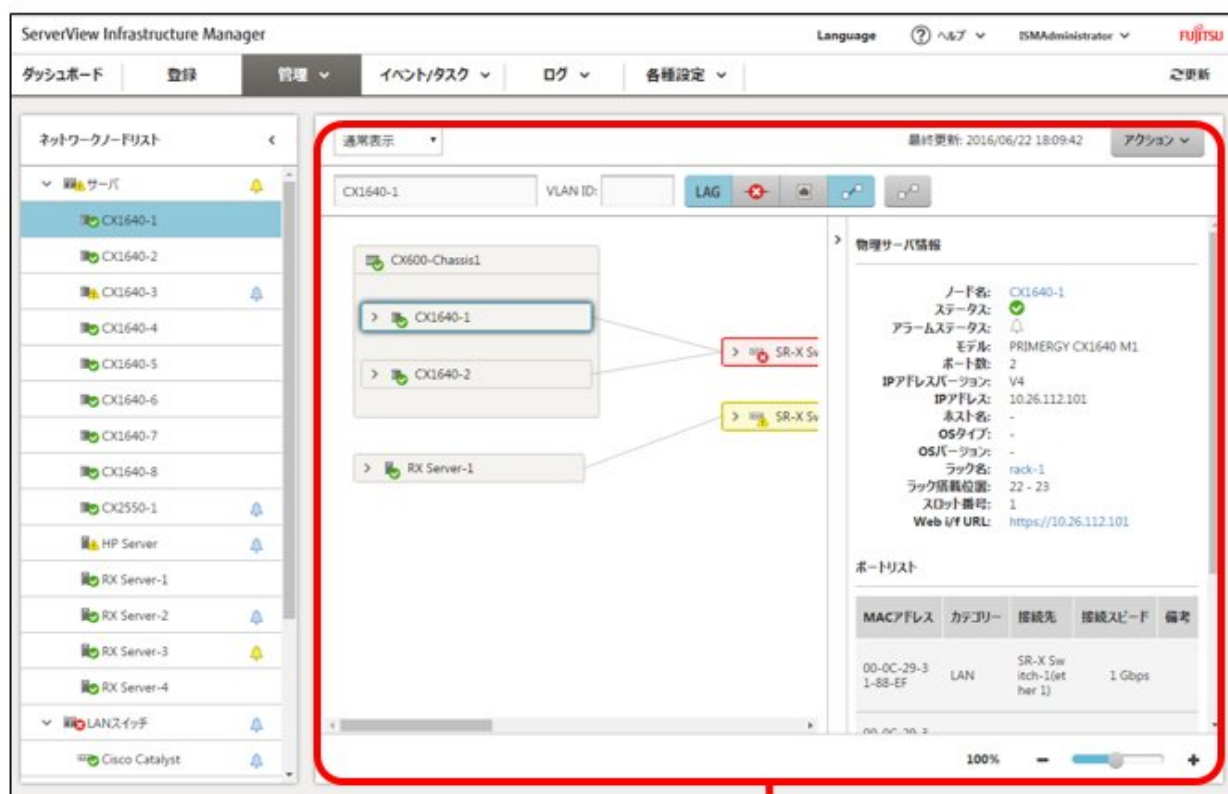 ServerView Infrastructure Manager
Language ヘルプ ISMAdministrator FUJITSU
ダッシュボード 登録 管理 イベント/タスク ログ 各種設定 更新
ネットワークノードリスト
サーバ
CX1640-1
CX1640-2
CX1640-3
CX1640-4
CX1640-5
CX1640-6
CX1640-7
CX1640-8
CX2550-1
HP Server
RX Server-1
RX Server-2
RX Server-3
RX Server-4
LANスイッチ
Cisco Catalyst
通常表示 最終更新: 2016/06/22 18:09:42 アクション
CX1640-1 VLAN ID: LAG
CX600-Chassis1
CX1640-1
CX1640-2
SR-X Sw
SR-X Sw
RX Server-1
物理サーバ情報
ノード名: CX1640-1
ステータス:
アラームステータス:
モデル: PRIMERGY CX1640 M1
ポート数: 2
IPアドレスバージョン: V4
IPアドレス: 10.26.112.101
ホスト名: -
OSタイプ: -
OSバージョン: -
ラック名: rack-1
ラック搭載位置: 22 - 23
スロット番号: 1
Web i/f URL: https://10.26.112.101
ポートリスト
MACアドレス カテゴリー 接続先 接続スピード 備考
00-0C-29-3
1-88-EF LAN SR-X Sw
itch-1(et
her 1) 1 Gbps
00-0C-29-3
100%